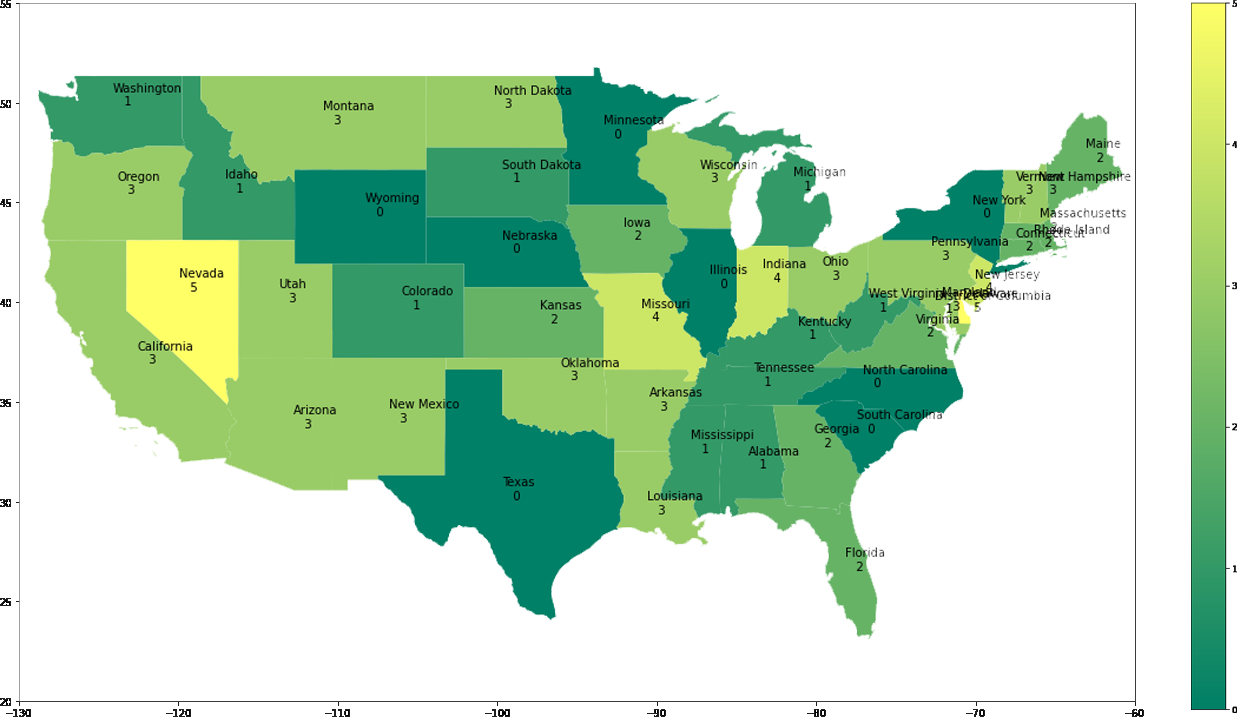 55
5
Washington
1
North Dakota
3
Montana
3
50
Minnesota
0
4
Maine
2
Oregon
3
Idaho
1
South Dakota
1
Wisconsin
3
Michigan
1
Vermont
3
New Hampshire
3
45
Wyoming
0
New York
0
Massachusetts
Iowa
2
Nebraska
0
Rhode Island
2
Connecticut
2
Pennsylvania
3
Nevada
5
Utah
3
Colorado
1
Illinois
0
Indiana
4
Ohio
3
New Jersey
4
3
40
Kansas
2
Missouri
4
West Virginia
1
Maryland
3
Delaware
District of Columbia
1
5
Kentucky
1
Virginia
2
California
3
Oklahoma
3
Tennessee
1
North Carolina
0
35
Arizona
3
New Mexico
3
Arkansas
3
South Carolina
0
2
Mississippi
1
Alabama
1
Georgia
2
Texas
0
Louisiana
3
30
Florida
2
1
25
20
0
−130
−120
−110
−100
−90
−80
−70
−60